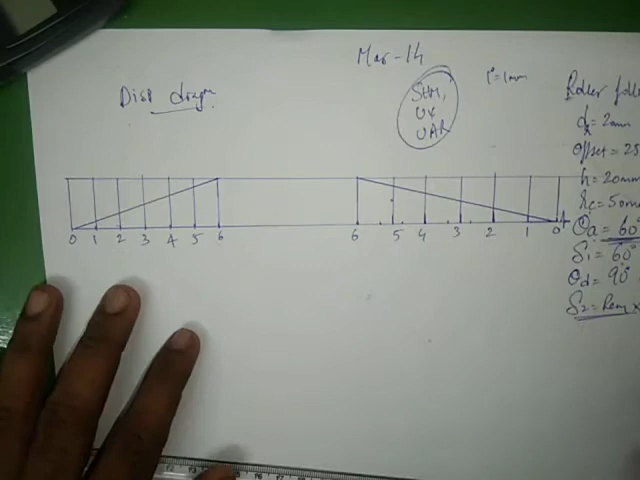 Mar-14
Disp diagm
SHM,
UV
UAR
1°=1mm
Roller foll
= 2mm
offset = 25
h = 20mm
rc = 50m
θa = 60°
δ1 = 60°
θd = 90°
δ2 = Rem
0 1 2 3 4 5 6
6 5 4 3 2 1 0